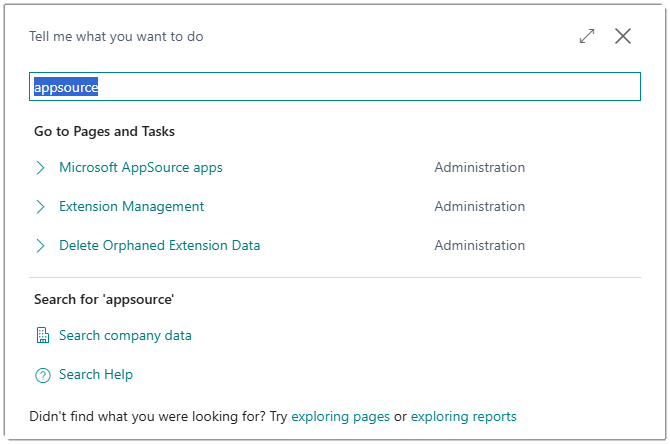 Tell me what you want to do
appsource
Go to Pages and Tasks
Microsoft AppSource apps Administration
Extension Management Administration
Delete Orphaned Extension Data Administration
Search for 'appsource'
Search company data
Search Help
Didn't find what you were looking for? Try exploring pages or exploring reports